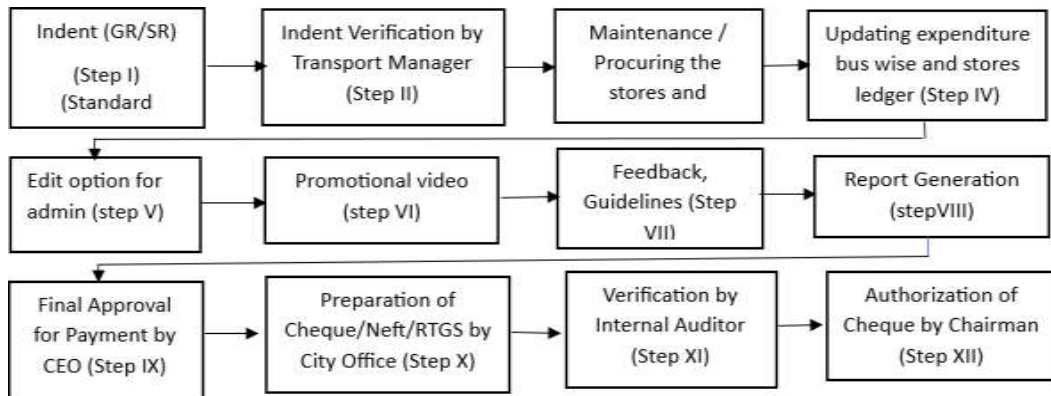 Indent (GR/SR)
(Step I)
(Standard
Indent Verification by
Transport Manager
(Step II)
Maintenance /
Procuring the
stores and
Updating expenditure
bus wise and stores
ledger (Step IV)
Edit option for
admin (step V)
Promotional video
(step VI)
Feedback,
Guidelines (Step
VII)
Report Generation
(stepVIII)
Final Approval
for Payment by
CEO (Step IX)
Preparation of
Cheque/Neft/RTGS by
City Office (Step X)
Verification by
Internal Auditor
(Step XI)
Authorization of
Cheque by Chairman
(Step XII)